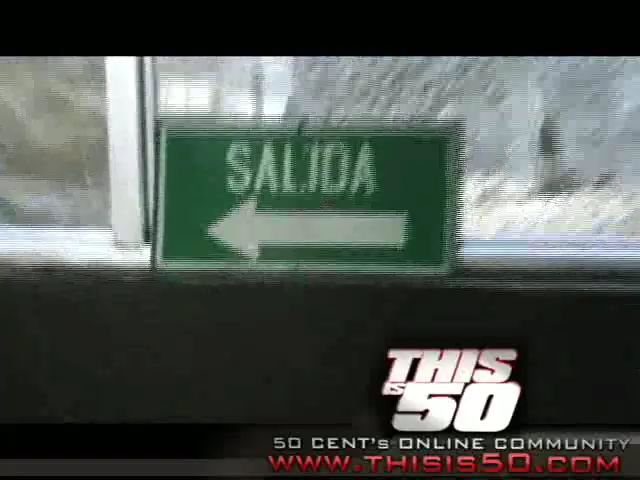 SALIDA
THIS
IS
50
50 CENT's ONLINE COMMUNITY
WWW.THISIS50.COM